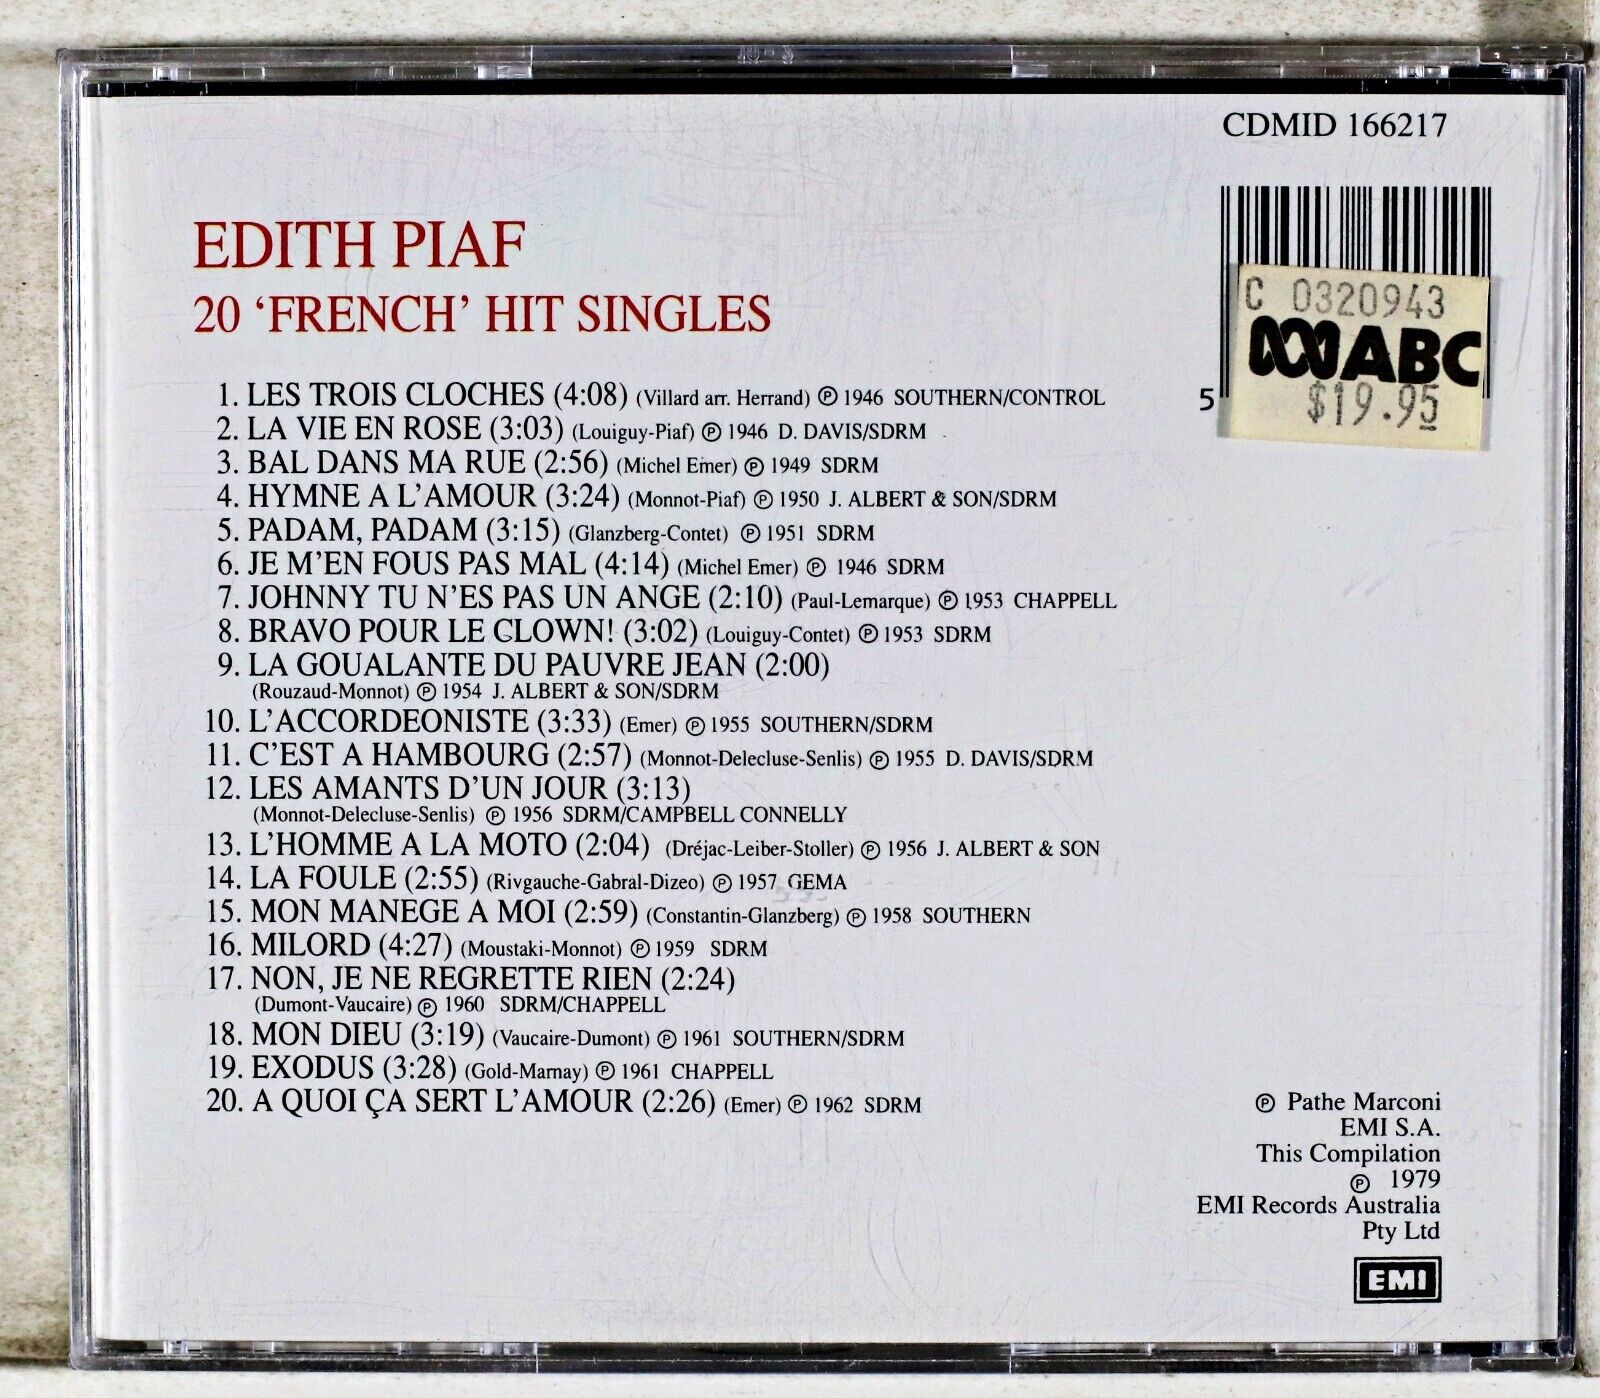 CDMID 166217
EDITH PIAF
20 ‘FRENCH’ HIT SINGLES
C 0320943
ABC
$19.95
5
1. LES TROIS CLOCHES (4:08) (Villard arr. Herrand) Ⓟ 1946 SOUTHERN/CONTROL
2. LA VIE EN ROSE (3:03) (Louiguy-Piaf) Ⓟ 1946 D. DAVIS/SDRM
3. BAL DANS MA RUE (2:56) (Michel Emer) Ⓟ 1949 SDRM
4. HYMNE A L’AMOUR (3:24) (Monnot-Piaf) Ⓟ 1950 J. ALBERT & SON/SDRM
5. PADAM, PADAM (3:15) (Glanzberg-Contet) Ⓟ 1951 SDRM
6. JE M’EN FOUS PAS MAL (4:14) (Michel Emer) Ⓟ 1946 SDRM
7. JOHNNY TU N’ES PAS UN ANGE (2:10) (Paul-Lemarque) Ⓟ 1953 CHAPPELL
8. BRAVO POUR LE CLOWN! (3:02) (Louiguy-Contet) Ⓟ 1953 SDRM
9. LA GOUALANTE DU PAUVRE JEAN (2:00)
(Rouzaud-Monnot) Ⓟ 1954 J. ALBERT & SON/SDRM
10. L’ACCORDEONISTE (3:33) (Emer) Ⓟ 1955 SOUTHERN/SDRM
11. C’EST A HAMBOURG (2:57) (Monnot-Delecluse-Senlis) Ⓟ 1955 D. DAVIS/SDRM
12. LES AMANTS D’UN JOUR (3:13)
(Monnot-Delecluse-Senlis) Ⓟ 1956 SDRM/CAMPBELL CONNELLY
13. L’HOMME A LA MOTO (2:04) (Dréjac-Leiber-Stoller) Ⓟ 1956 J. ALBERT & SON
14. LA FOULE (2:55) (Rivgauche-Gabral-Dizeo) Ⓟ 1957 GEMA
15. MON MANEGE A MOI (2:59) (Constantin-Glanzberg) Ⓟ 1958 SOUTHERN
16. MILORD (4:27) (Moustaki-Monnot) Ⓟ 1959 SDRM
17. NON, JE NE REGRETTE RIEN (2:24)
(Dumont-Vaucaire) Ⓟ 1960 SDRM/CHAPPELL
18. MON DIEU (3:19) (Vaucaire-Dumont) Ⓟ 1961 SOUTHERN/SDRM
19. EXODUS (3:28) (Gold-Marnay) Ⓟ 1961 CHAPPELL
20. A QUOI ÇA SERT L’AMOUR (2:26) (Emer) Ⓟ 1962 SDRM
Ⓟ Pathe Marconi
EMI S.A.
This Compilation
Ⓟ 1979
EMI Records Australia
Pty Ltd
EMI